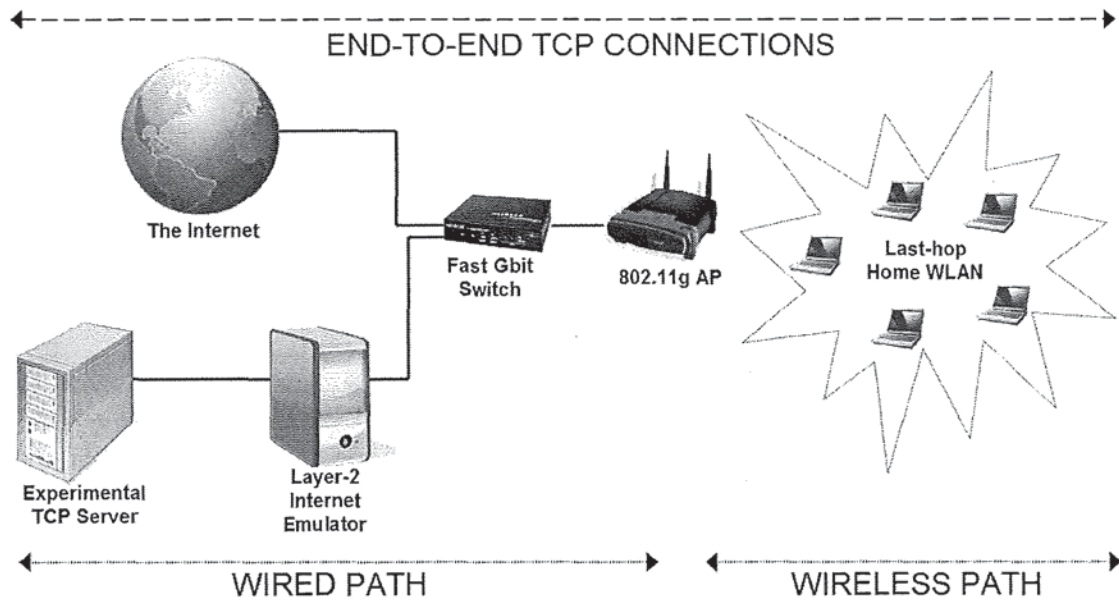 END-TO-END TCP CONNECTIONS
The Internet
Fast Gbit
Switch
802.11g AP
Last-hop
Home WLAN
Experimental
TCP Server
Layer-2
Internet
Emulator
WIRED PATH
WIRELESS PATH